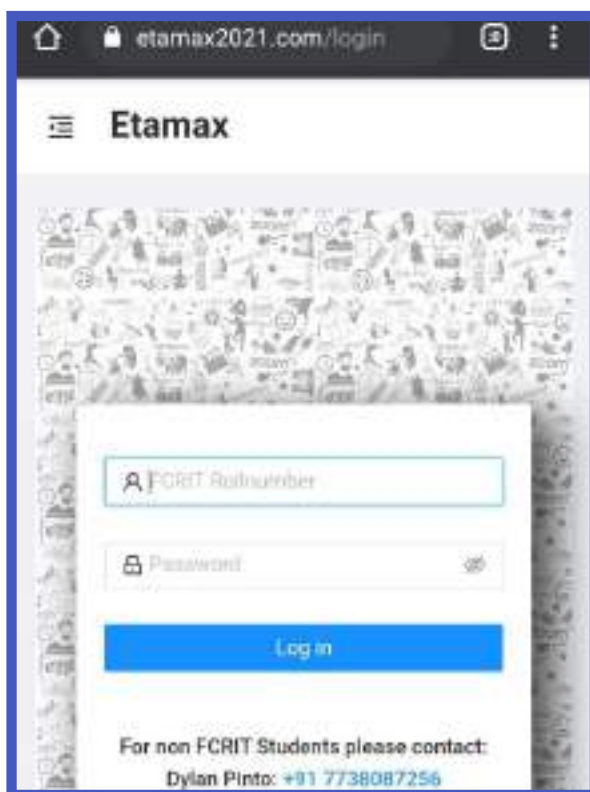 etamax2021.com/login
Etamax
FCRIT Rollnumber
Password
Log in
For non FCRIT Students please contact:
Dylan Pinto: +91 7738087256